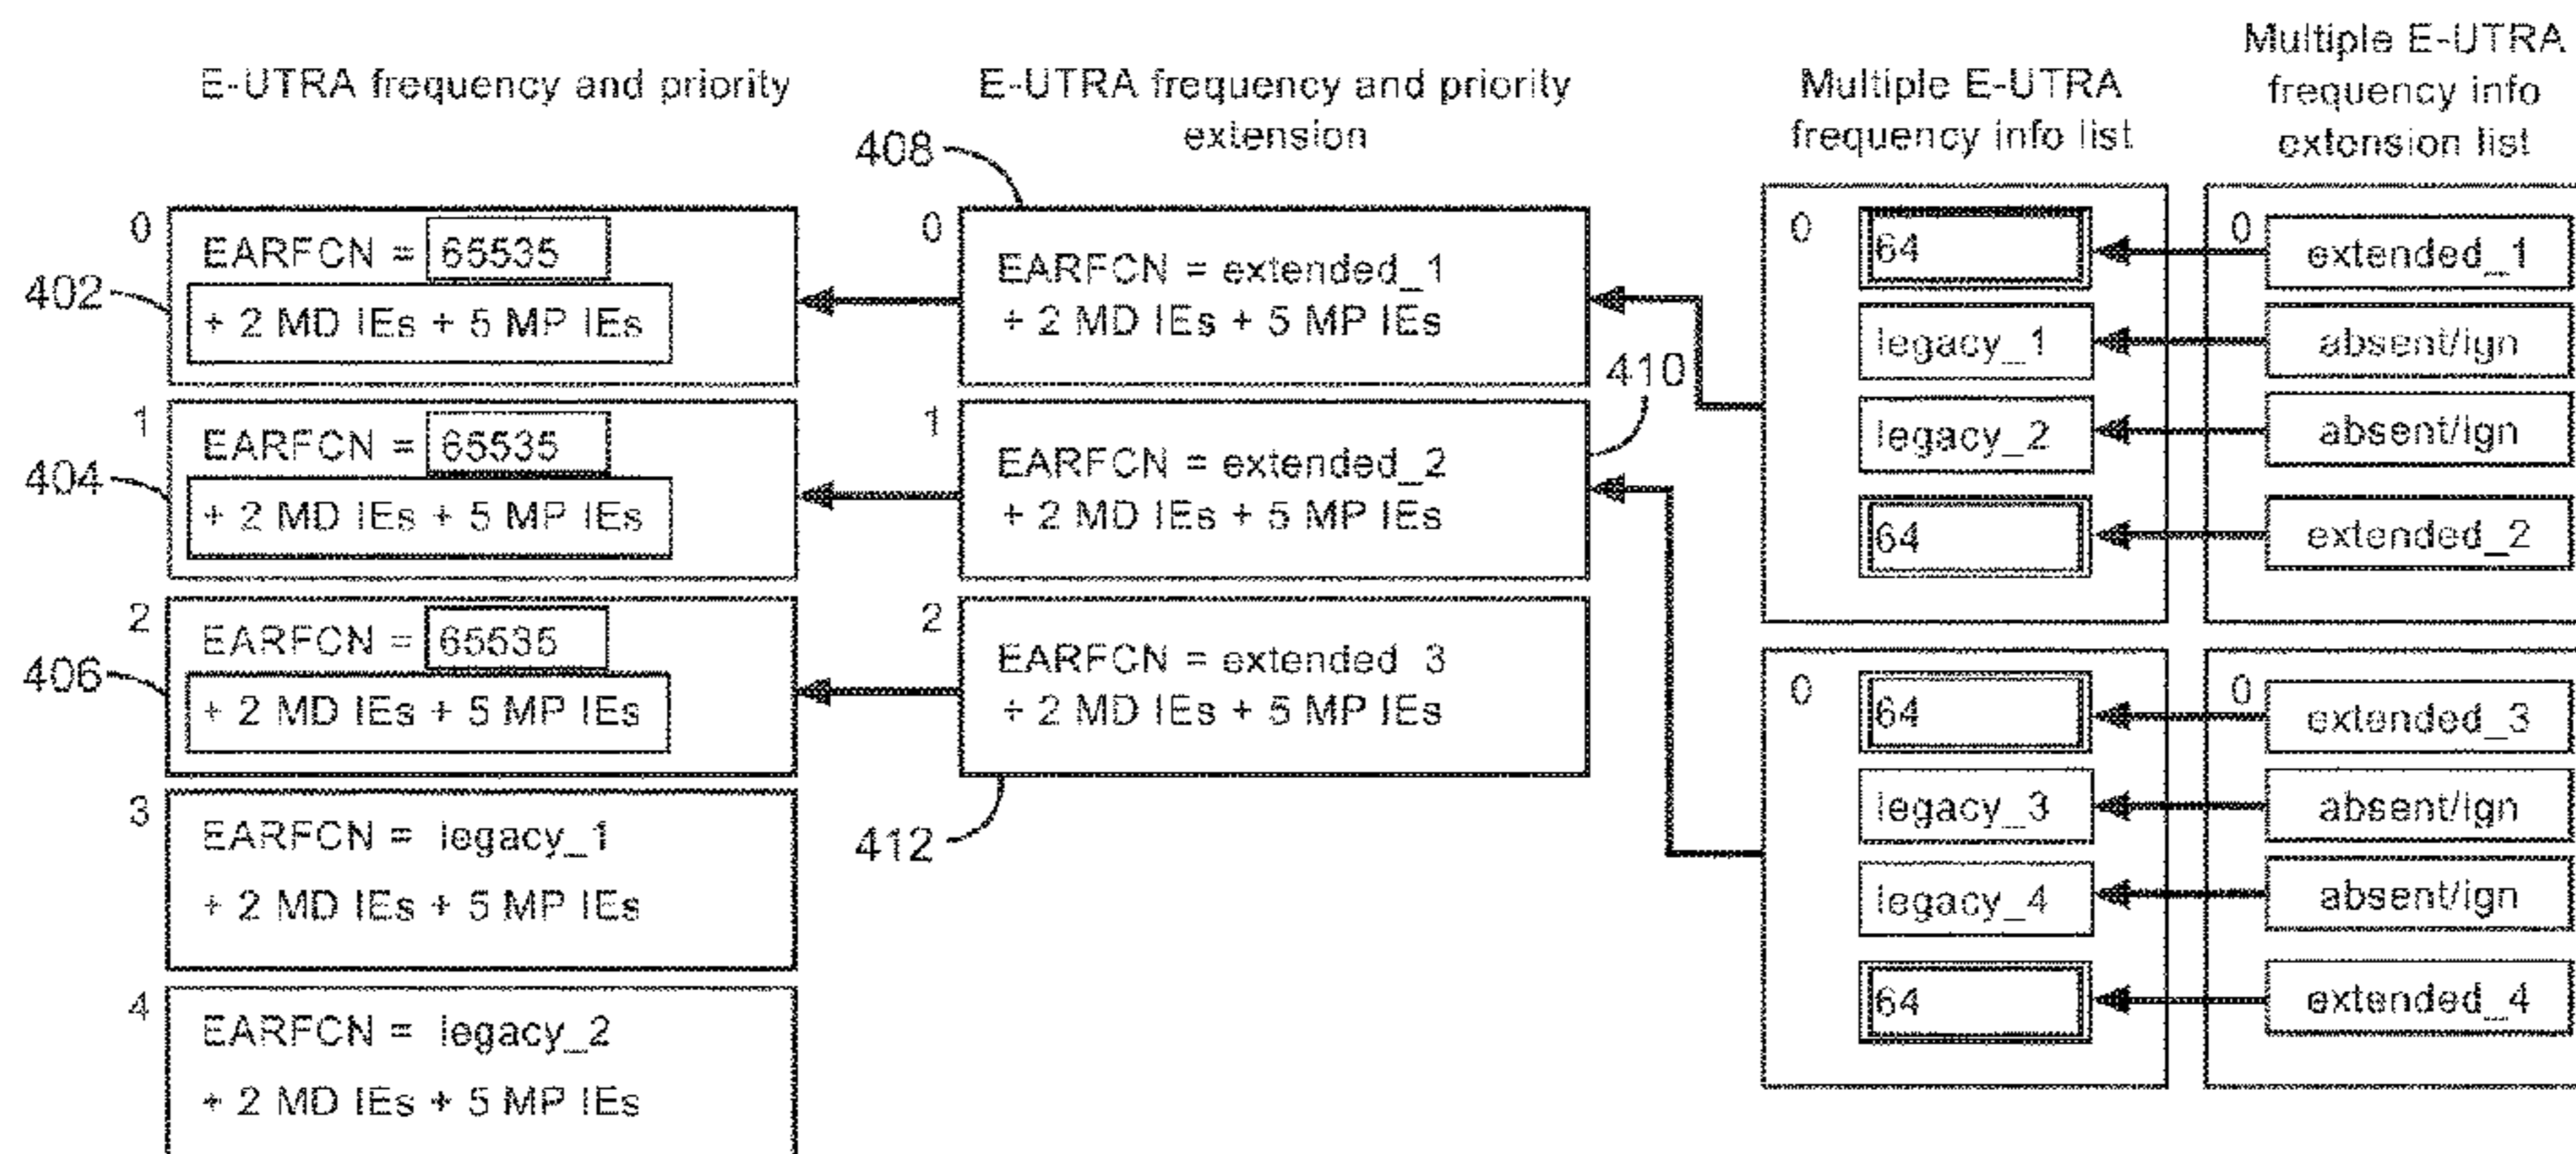 E-UTRA frequency and priority
E-UTRA frequency and priority
extension
Multiple E-UTRA
frequency info list
Multiple E-UTRA
frequency info
extension list
402
404
406
0
EARFCN = 65535
+ 2 MD IEs + 5 MP IEs
1
EARFCN = 65535
+ 2 MD IEs + 5 MP IEs
2
EARFCN = 65535
+ 2 MD IEs + 5 MP IEs
3
EARFCN = legacy_1
+ 2 MD IEs + 5 MP IEs
4
EARFCN = legacy_2
+ 2 MD IEs + 5 MP IEs
408
410
412
0
EARFCN = extended_1
+ 2 MD IEs + 5 MP IEs
1
EARFCN = extended_2
+ 2 MD IEs + 5 MP IEs
2
EARFCN = extended_3
+ 2 MD IEs + 5 MP IEs
0
64
legacy_1
legacy_2
64
0
64
legacy_3
legacy_4
64
0
extended_1
absent/ign
absent/ign
extended_2
0
extended_3
absent/ign
absent/ign
extended_4